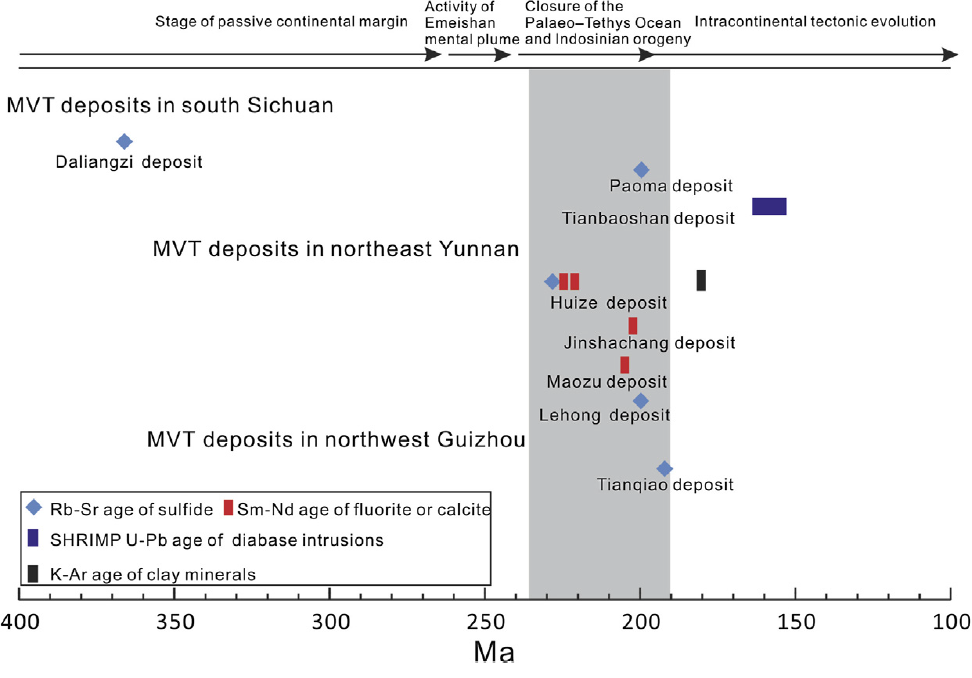 Stage of passive continental margin
Activity of
Emeishan
mental plume
Closure of the
Palaeo–Tethys Ocean
and Indosinian orogeny
Intracontinental tectonic evolution
MVT deposits in south Sichuan
Daliangzi deposit
Paoma deposit
Tianbaoshan deposit
MVT deposits in northeast Yunnan
Huize deposit
Jinshachang deposit
Maozu deposit
Lehong deposit
MVT deposits in northwest Guizhou
Tianqiao deposit
Rb-Sr age of sulfide
Sm-Nd age of fluorite or calcite
SHRIMP U-Pb age of diabase intrusions
K-Ar age of clay minerals
400 350 300 250 200 150 100
Ma